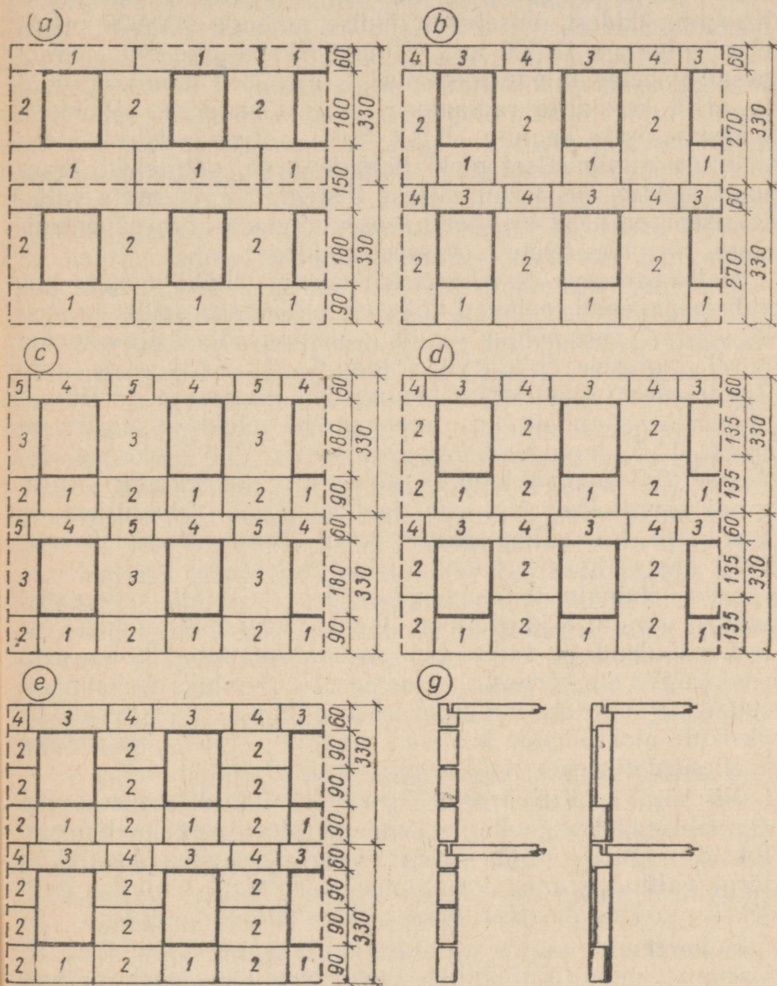 (a)
1 1 1 60
2 2 2 180 330
1 1 1 150
2 2 2 180 330
1 1 1 90
(b)
4 3 4 3 4 3 60
2 2 2 270 330
1 1 1
4 3 4 3 4 3 60
2 2 2 270 330
1 1 1
(c)
5 4 5 4 5 4 60
3 3 3 180 330
2 1 2 1 2 1 90
5 4 5 4 5 4 60
3 3 3 180 330
2 1 2 1 2 1 90
(d)
4 3 4 3 4 3 60
2 2 2 135 330
2 1 2 1 2 1 135
4 3 4 3 4 3 60
2 2 2 135 330
2 1 2 1 2 1 135
(e)
4 3 4 3 4 3 60
2 2 2 90 330
2 2 2 90
2 1 2 1 2 1 90
4 3 4 3 4 3 60
2 2 2 90
2 2 2 90 330
2 1 2 1 2 1 90
(g)